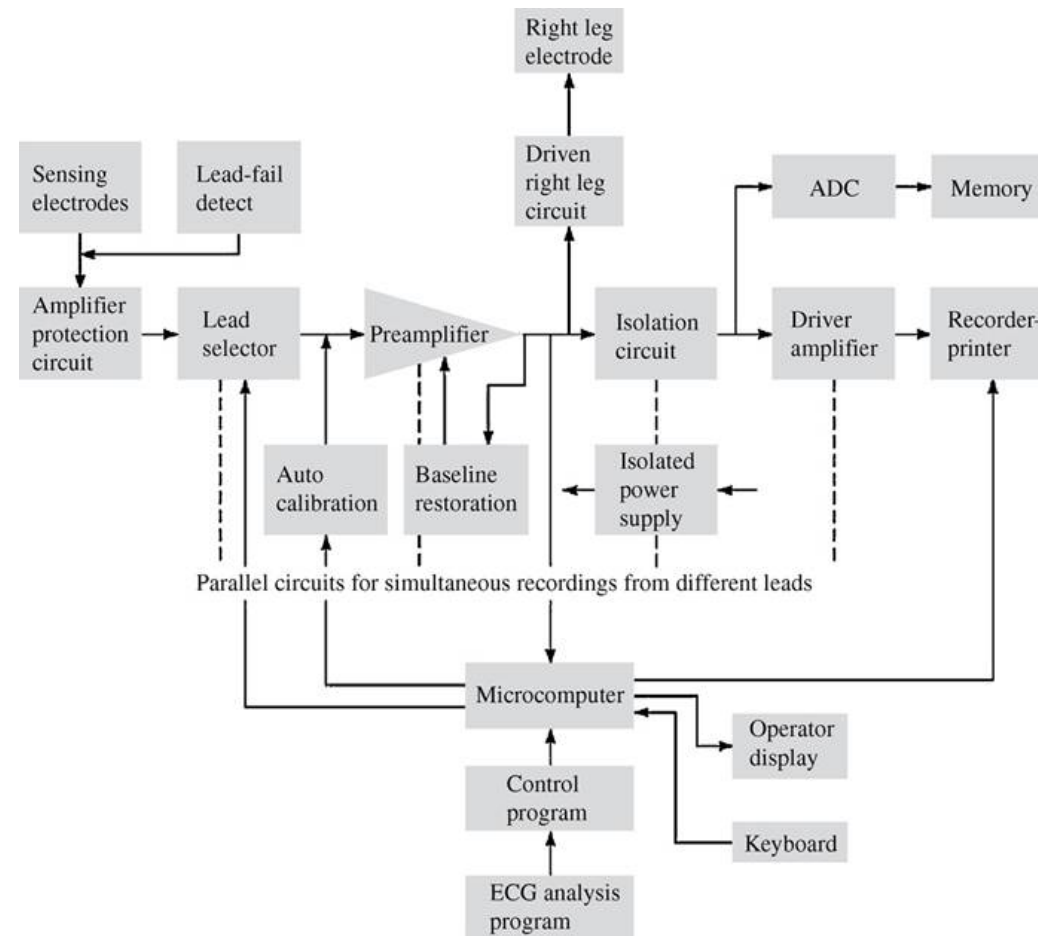 Right leg
electrode
Sensing
electrodes
Lead-fail
detect
Driven
right leg
circuit
ADC
Memory
Amplifier
protection
circuit
Lead
selector
Preamplifier
Isolation
circuit
Driver
amplifier
Recorder-
printer
Auto
calibration
Baseline
restoration
Isolated
power
supply
Parallel circuits for simultaneous recordings from different leads
Microcomputer
Operator
display
Control
program
Keyboard
ECG analysis
program